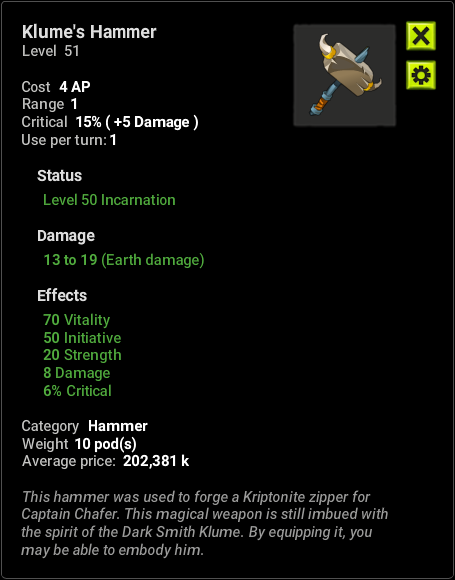 Klume's Hammer
Level 51
Cost 4 AP
Range 1
Critical 15% ( +5 Damage )
Use per turn: 1
Status
Level 50 Incarnation
Damage
13 to 19 (Earth damage)
Effects
70 Vitality
50 Initiative
20 Strength
8 Damage
6% Critical
Category Hammer
Weight 10 pod(s)
Average price: 202,381 k
This hammer was used to forge a Kriptonite zipper for
Captain Chafer. This magical weapon is still imbued with
the spirit of the Dark Smith Klume. By equipping it, you
may be able to embody him.